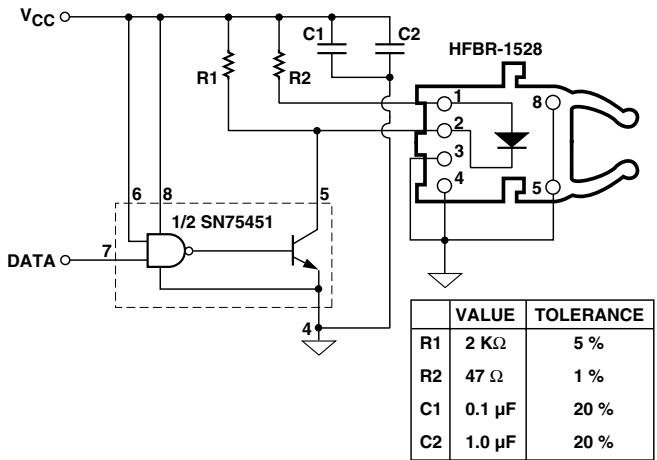 V CC
C1
C2
HFBR-1528
R1
R2
1
8
2
3
4
5
6
8
5
1/2 SN75451
DATA
7
4
VALUE TOLERANCE
R1 2 KΩ 5 %
R2 47 Ω 1 %
C1 0.1 µF 20 %
C2 1.0 µF 20 %